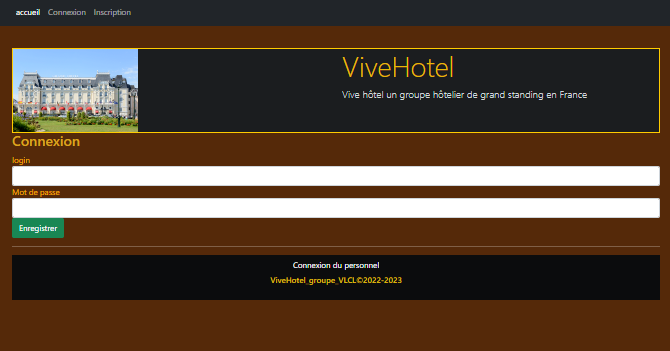 accueil Connexion Inscription
ViveHotel
Vive hôtel un groupe hôtelier de grand standing en France
Connexion
login
Mot de passe
Enregistrer
Connexion du personnel
ViveHotel_groupe_VLCL©2022-2023